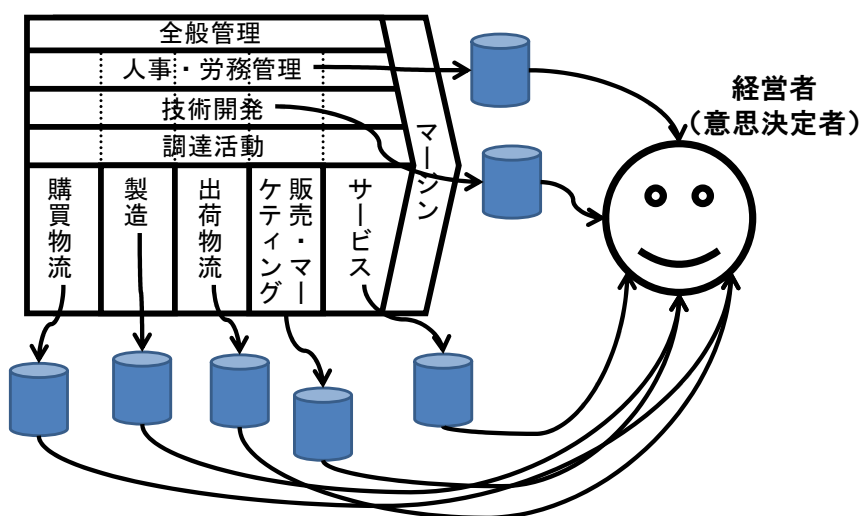 全般管理
人事・労務管理
技術開発
調達活動
購買物流
製造
出荷物流
販売・マー
ケティング
サービス
マージン
経営者
（意思決定者）